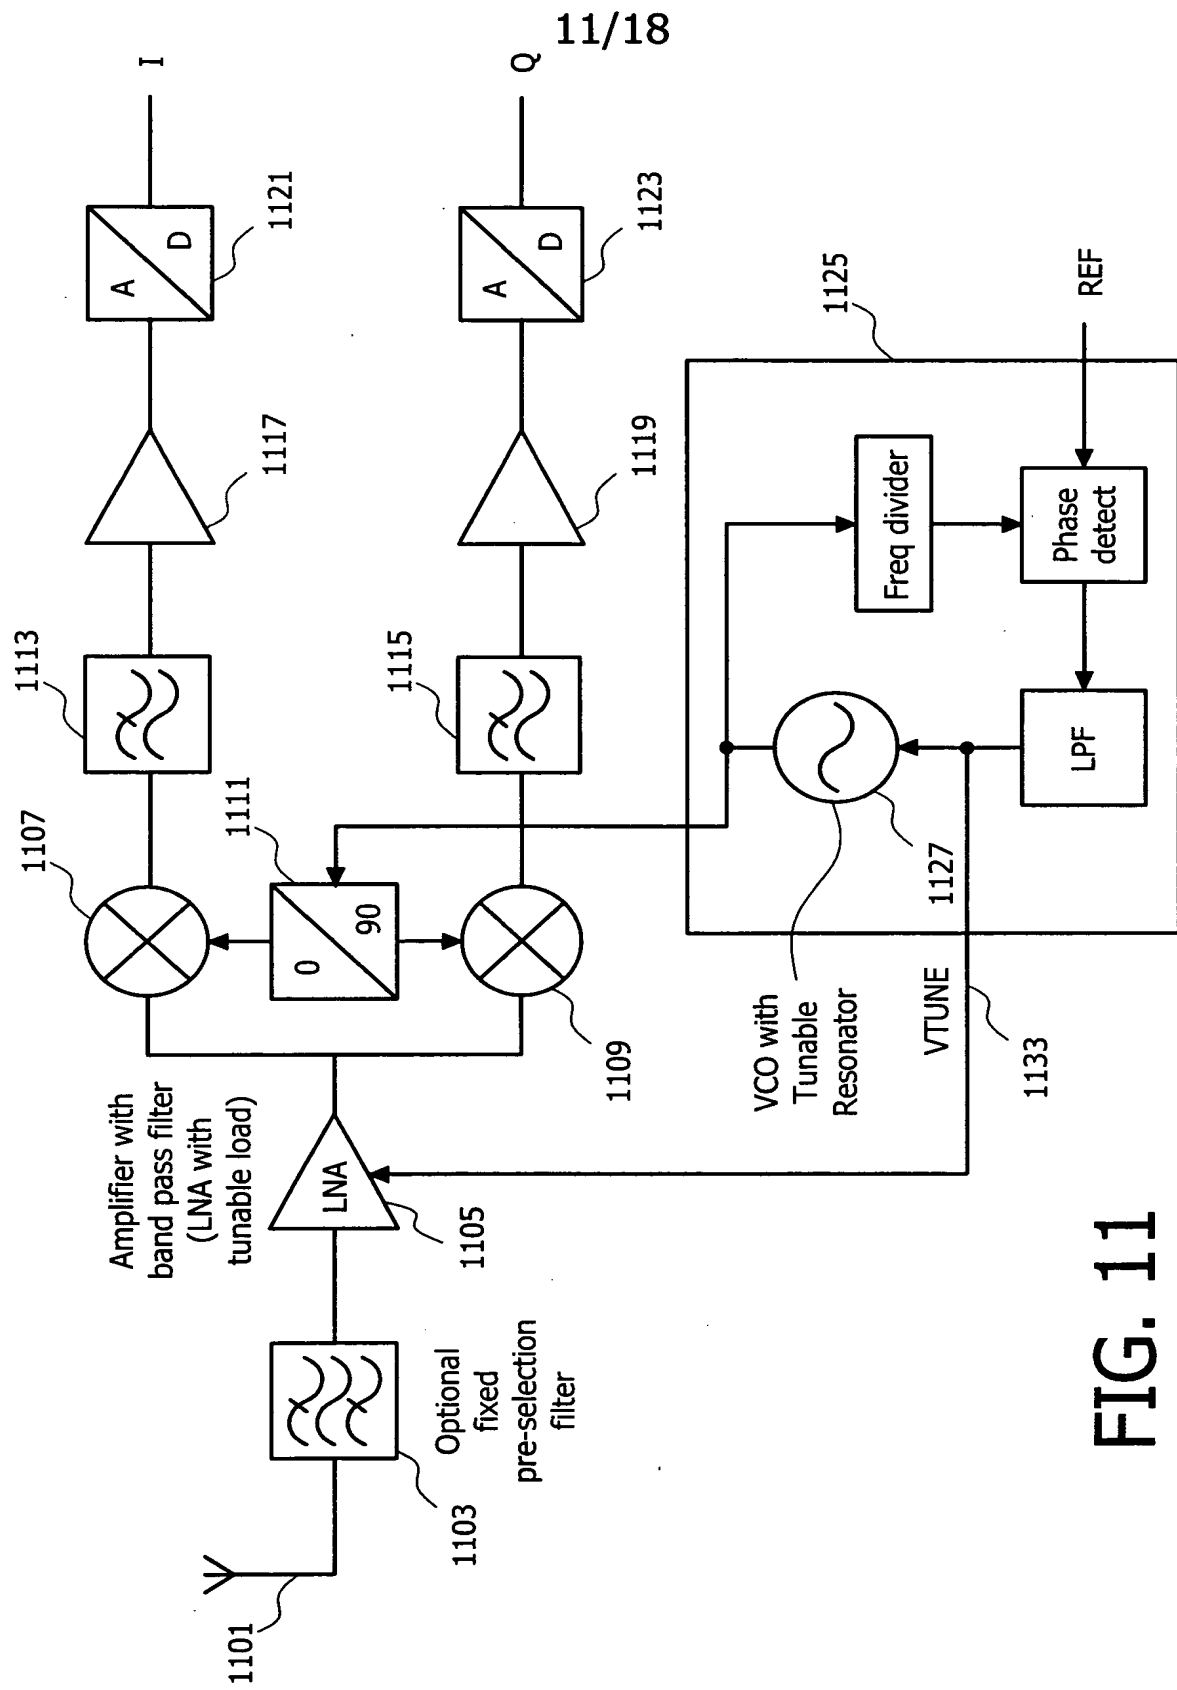 11/18
I
Q
A
D
1121
A
D
1123
1117
1119
1113
1115
1107
1111
0
90
1109
Amplifier with
band pass filter
(LNA with
tunable load)
LNA
1105
Optional
fixed
pre-selection
filter
1103
1101
1125
REF
Freq divider
Phase
detect
LPF
1127
VCO with
Tunable
Resonator
VTUNE
1133
FIG. 11